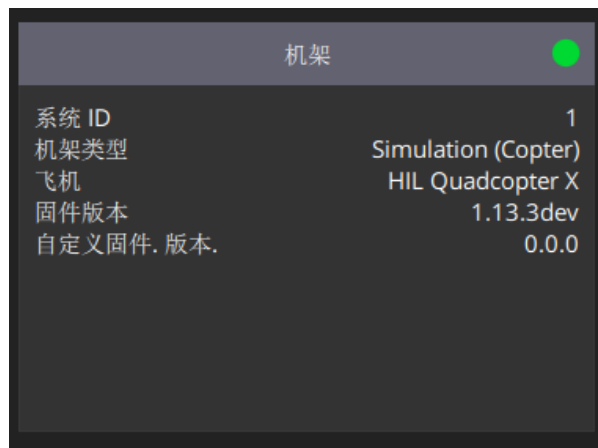 机架
系统 ID 1
机架类型 Simulation (Copter)
飞机 HIL Quadcopter X
固件版本 1.13.3dev
自定义固件. 版本. 0.0.0